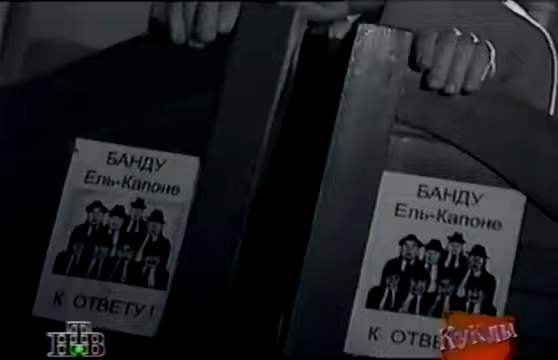 БАНДУ
Ель-Капоне
К ОТВЕТУ!
БАНДУ
Ель-Капоне
К ОТВЕ
НТВ
Куклы